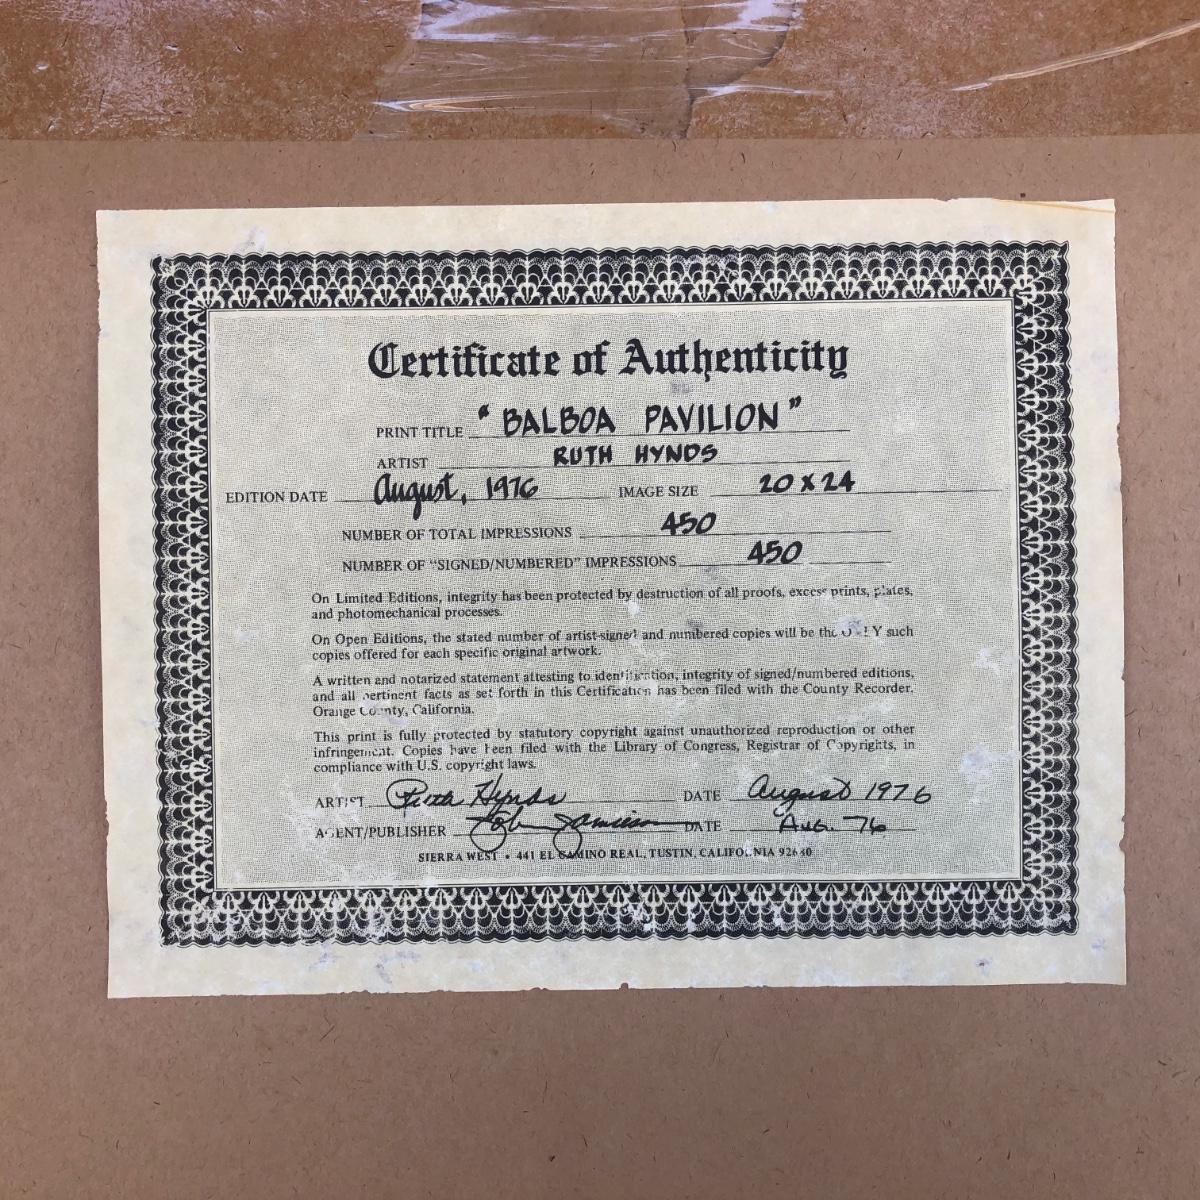 Certificate of Authenticity
PRINT TITLE "BALBOA PAVILION"
ARTIST RUTH HYNDS
EDITION DATE August, 1976 IMAGE SIZE 20 X 24
NUMBER OF TOTAL IMPRESSIONS 450
NUMBER OF "SIGNED/NUMBERED" IMPRESSIONS 450
On Limited Editions, integrity has been protected by destruction of all proofs, excess prints, plates,
and photomechanical processes.
On Open Editions, the stated number of artist-signed and numbered copies will be the ONLY such
copies offered for each specific original artwork.
A written and notarized statement attesting to identification, integrity of signed/numbered editions,
and all pertinent facts as set forth in this Certification has been filed with the County Recorder,
Orange County, California.
This print is fully protected by statutory copyright against unauthorized reproduction or other
infringement. Copies have been filed with the Library of Congress, Registrar of Copyrights, in
compliance with U.S. copyright laws.
ARTIST Ruth Hynds DATE August 1976
AGENT/PUBLISHER John Jamieson DATE AUG. 76
SIERRA WEST • 441 EL CAMINO REAL, TUSTIN, CALIFORNIA 92680